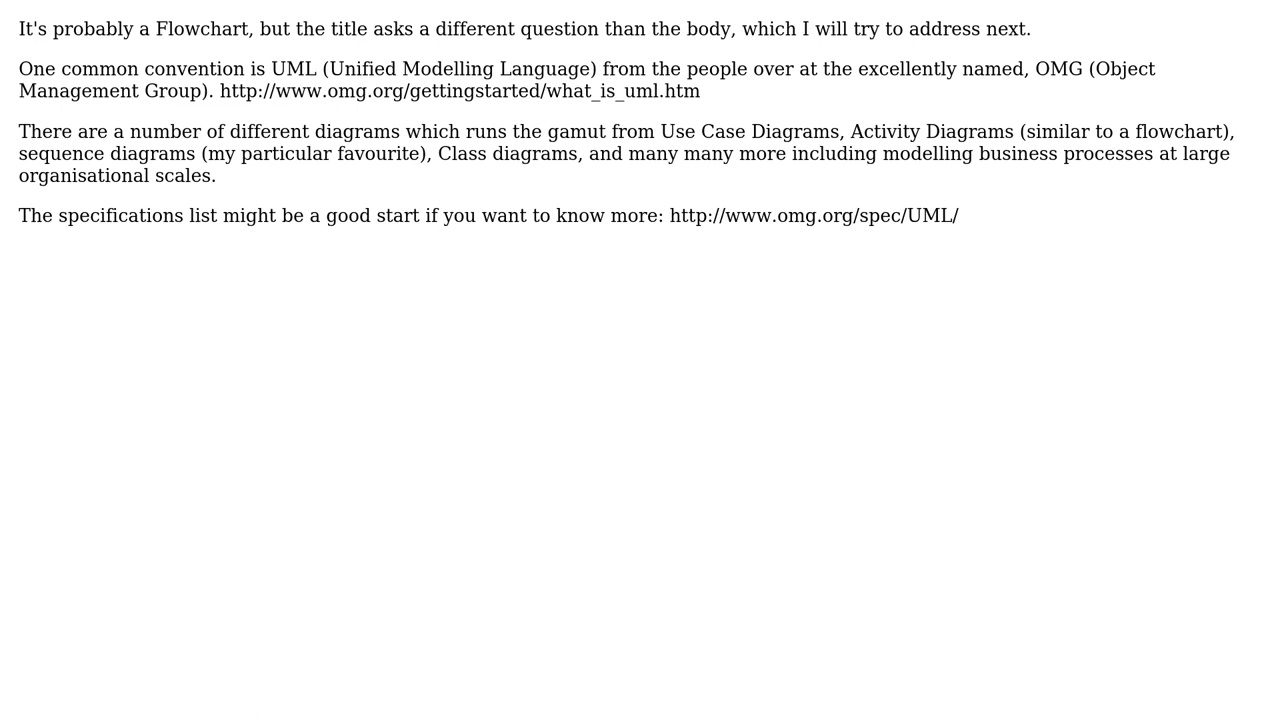 It's probably a Flowchart, but the title asks a different question than the body, which I will try to address next.
One common convention is UML (Unified Modelling Language) from the people over at the excellently named, OMG (Object
Management Group). http://www.omg.org/gettingstarted/what_is_uml.htm
There are a number of different diagrams which runs the gamut from Use Case Diagrams, Activity Diagrams (similar to a flowchart),
sequence diagrams (my particular favourite), Class diagrams, and many many more including modelling business processes at large
organisational scales.
The specifications list might be a good start if you want to know more: http://www.omg.org/spec/UML/